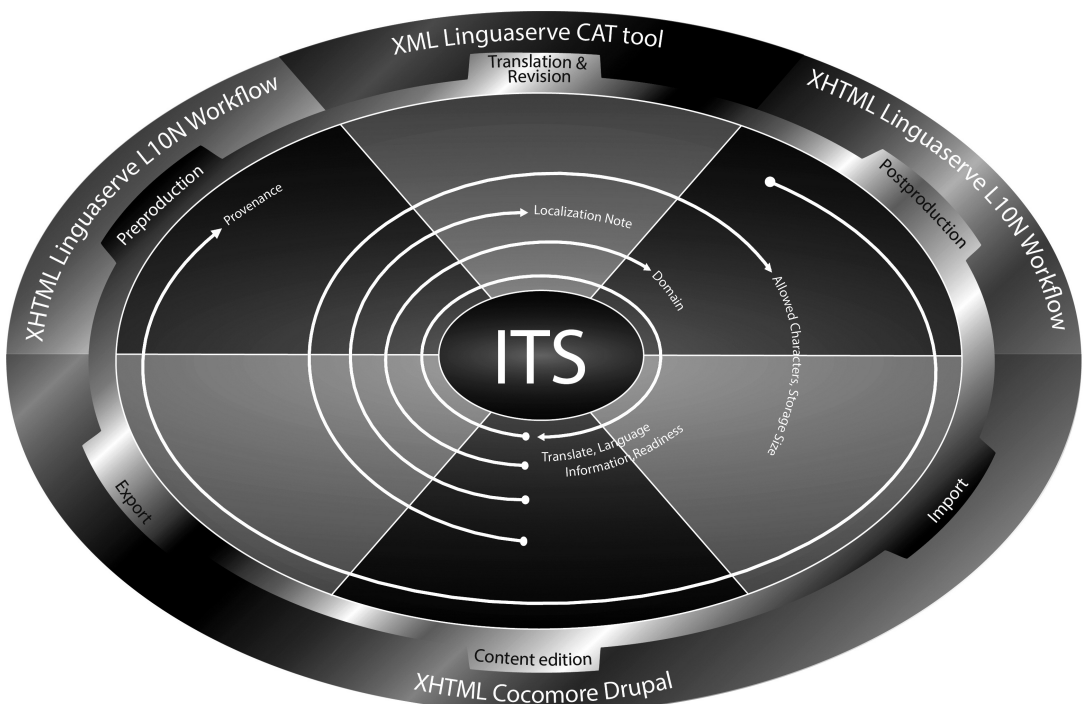 XML Linguaserve CAT tool
Translation &
Revision
XHTML Linguaserve L10N Workflow
Preproduction
XHTML Linguaserve L10N Workflow
Postproduction
Provenance
Localization Note
Domain
Allowed Characters, Storage Size
ITS
Translate, Language
Information,Readiness
Export
Import
Content edition
XHTML Cocomore Drupal